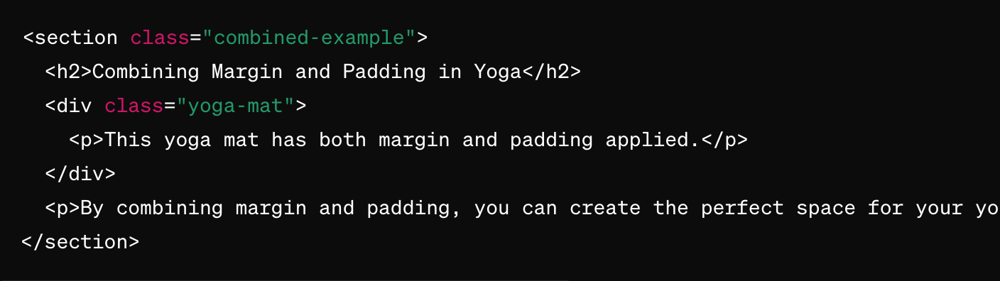 <section class="combined-example">
<h2>Combining Margin and Padding in Yoga</h2>
<div class="yoga-mat">
<p>This yoga mat has both margin and padding applied.</p>
</div>
<p>By combining margin and padding, you can create the perfect space for your yo
</section>